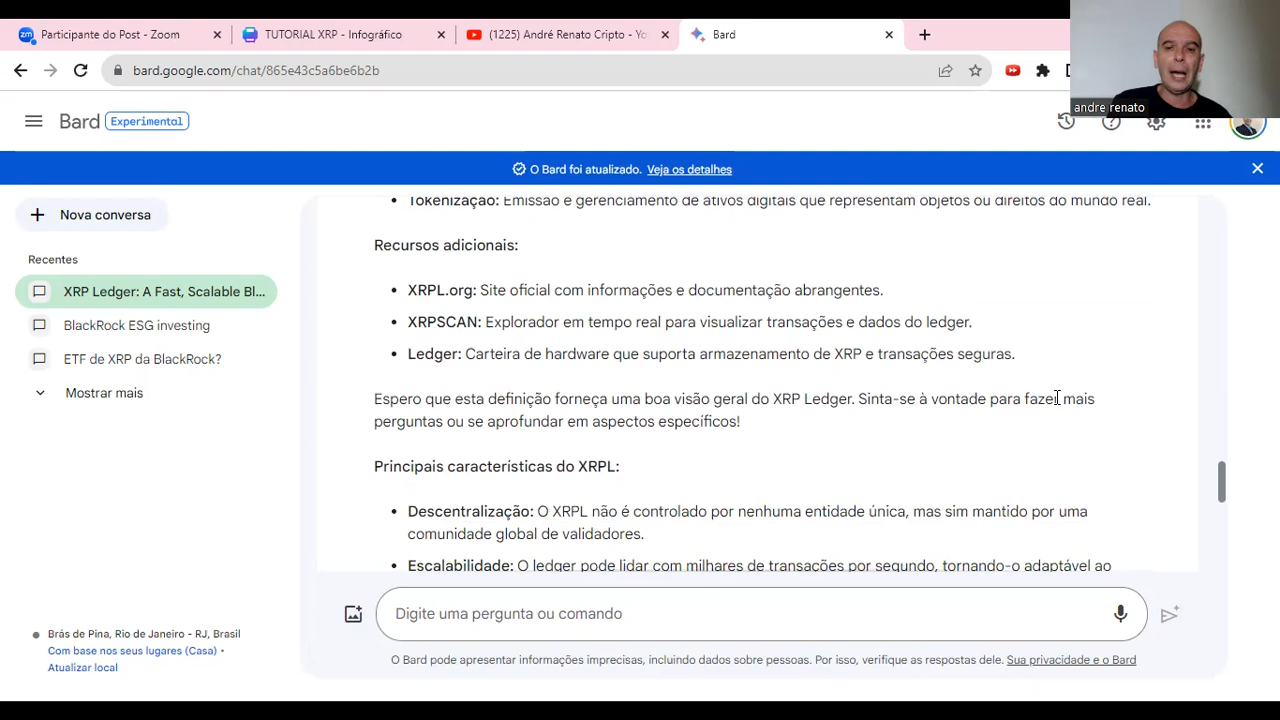 Participante do Post - Zoom
TUTORIAL XRP - Infográfico
(1225) André Renato Cripto - Yo
Bard
bard.google.com/chat/865e43c5a6be6b2b
andre renato
Bard Experimental
O Bard foi atualizado. Veja os detalhes
Nova conversa
Recentes
XRP Ledger: A Fast, Scalable Bl...
BlackRock ESG investing
ETF de XRP da BlackRock?
Mostrar mais
Brás de Pina, Rio de Janeiro - RJ, Brasil
Com base nos seus lugares (Casa) •
Atualizar local
• Tokenização: Emissão e gerenciamento de ativos digitais que representam objetos ou direitos do mundo real.
Recursos adicionais:
• XRPL.org: Site oficial com informações e documentação abrangentes.
• XRPSCAN: Explorador em tempo real para visualizar transações e dados do ledger.
• Ledger: Carteira de hardware que suporta armazenamento de XRP e transações seguras.
Espero que esta definição forneça uma boa visão geral do XRP Ledger. Sinta-se à vontade para fazer mais
perguntas ou se aprofundar em aspectos específicos!
Principais características do XRPL:
• Descentralização: O XRPL não é controlado por nenhuma entidade única, mas sim mantido por uma
comunidade global de validadores.
• Escalabilidade: O ledger pode lidar com milhares de transações por segundo, tornando-o adaptável ao
Digite uma pergunta ou comando
O Bard pode apresentar informações imprecisas, incluindo dados sobre pessoas. Por isso, verifique as respostas dele. Sua privacidade e o Bard